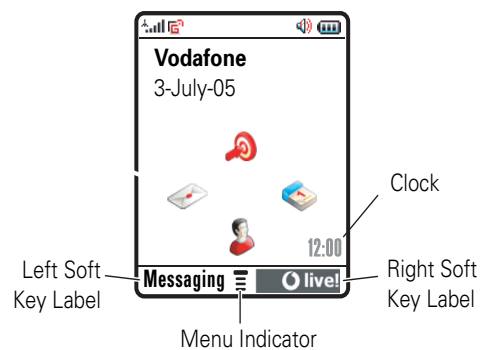 Vodafone
3-July-05
1
Clock
12:00
Left Soft
Key Label
Messaging
live!
Right Soft
Key Label
Menu Indicator